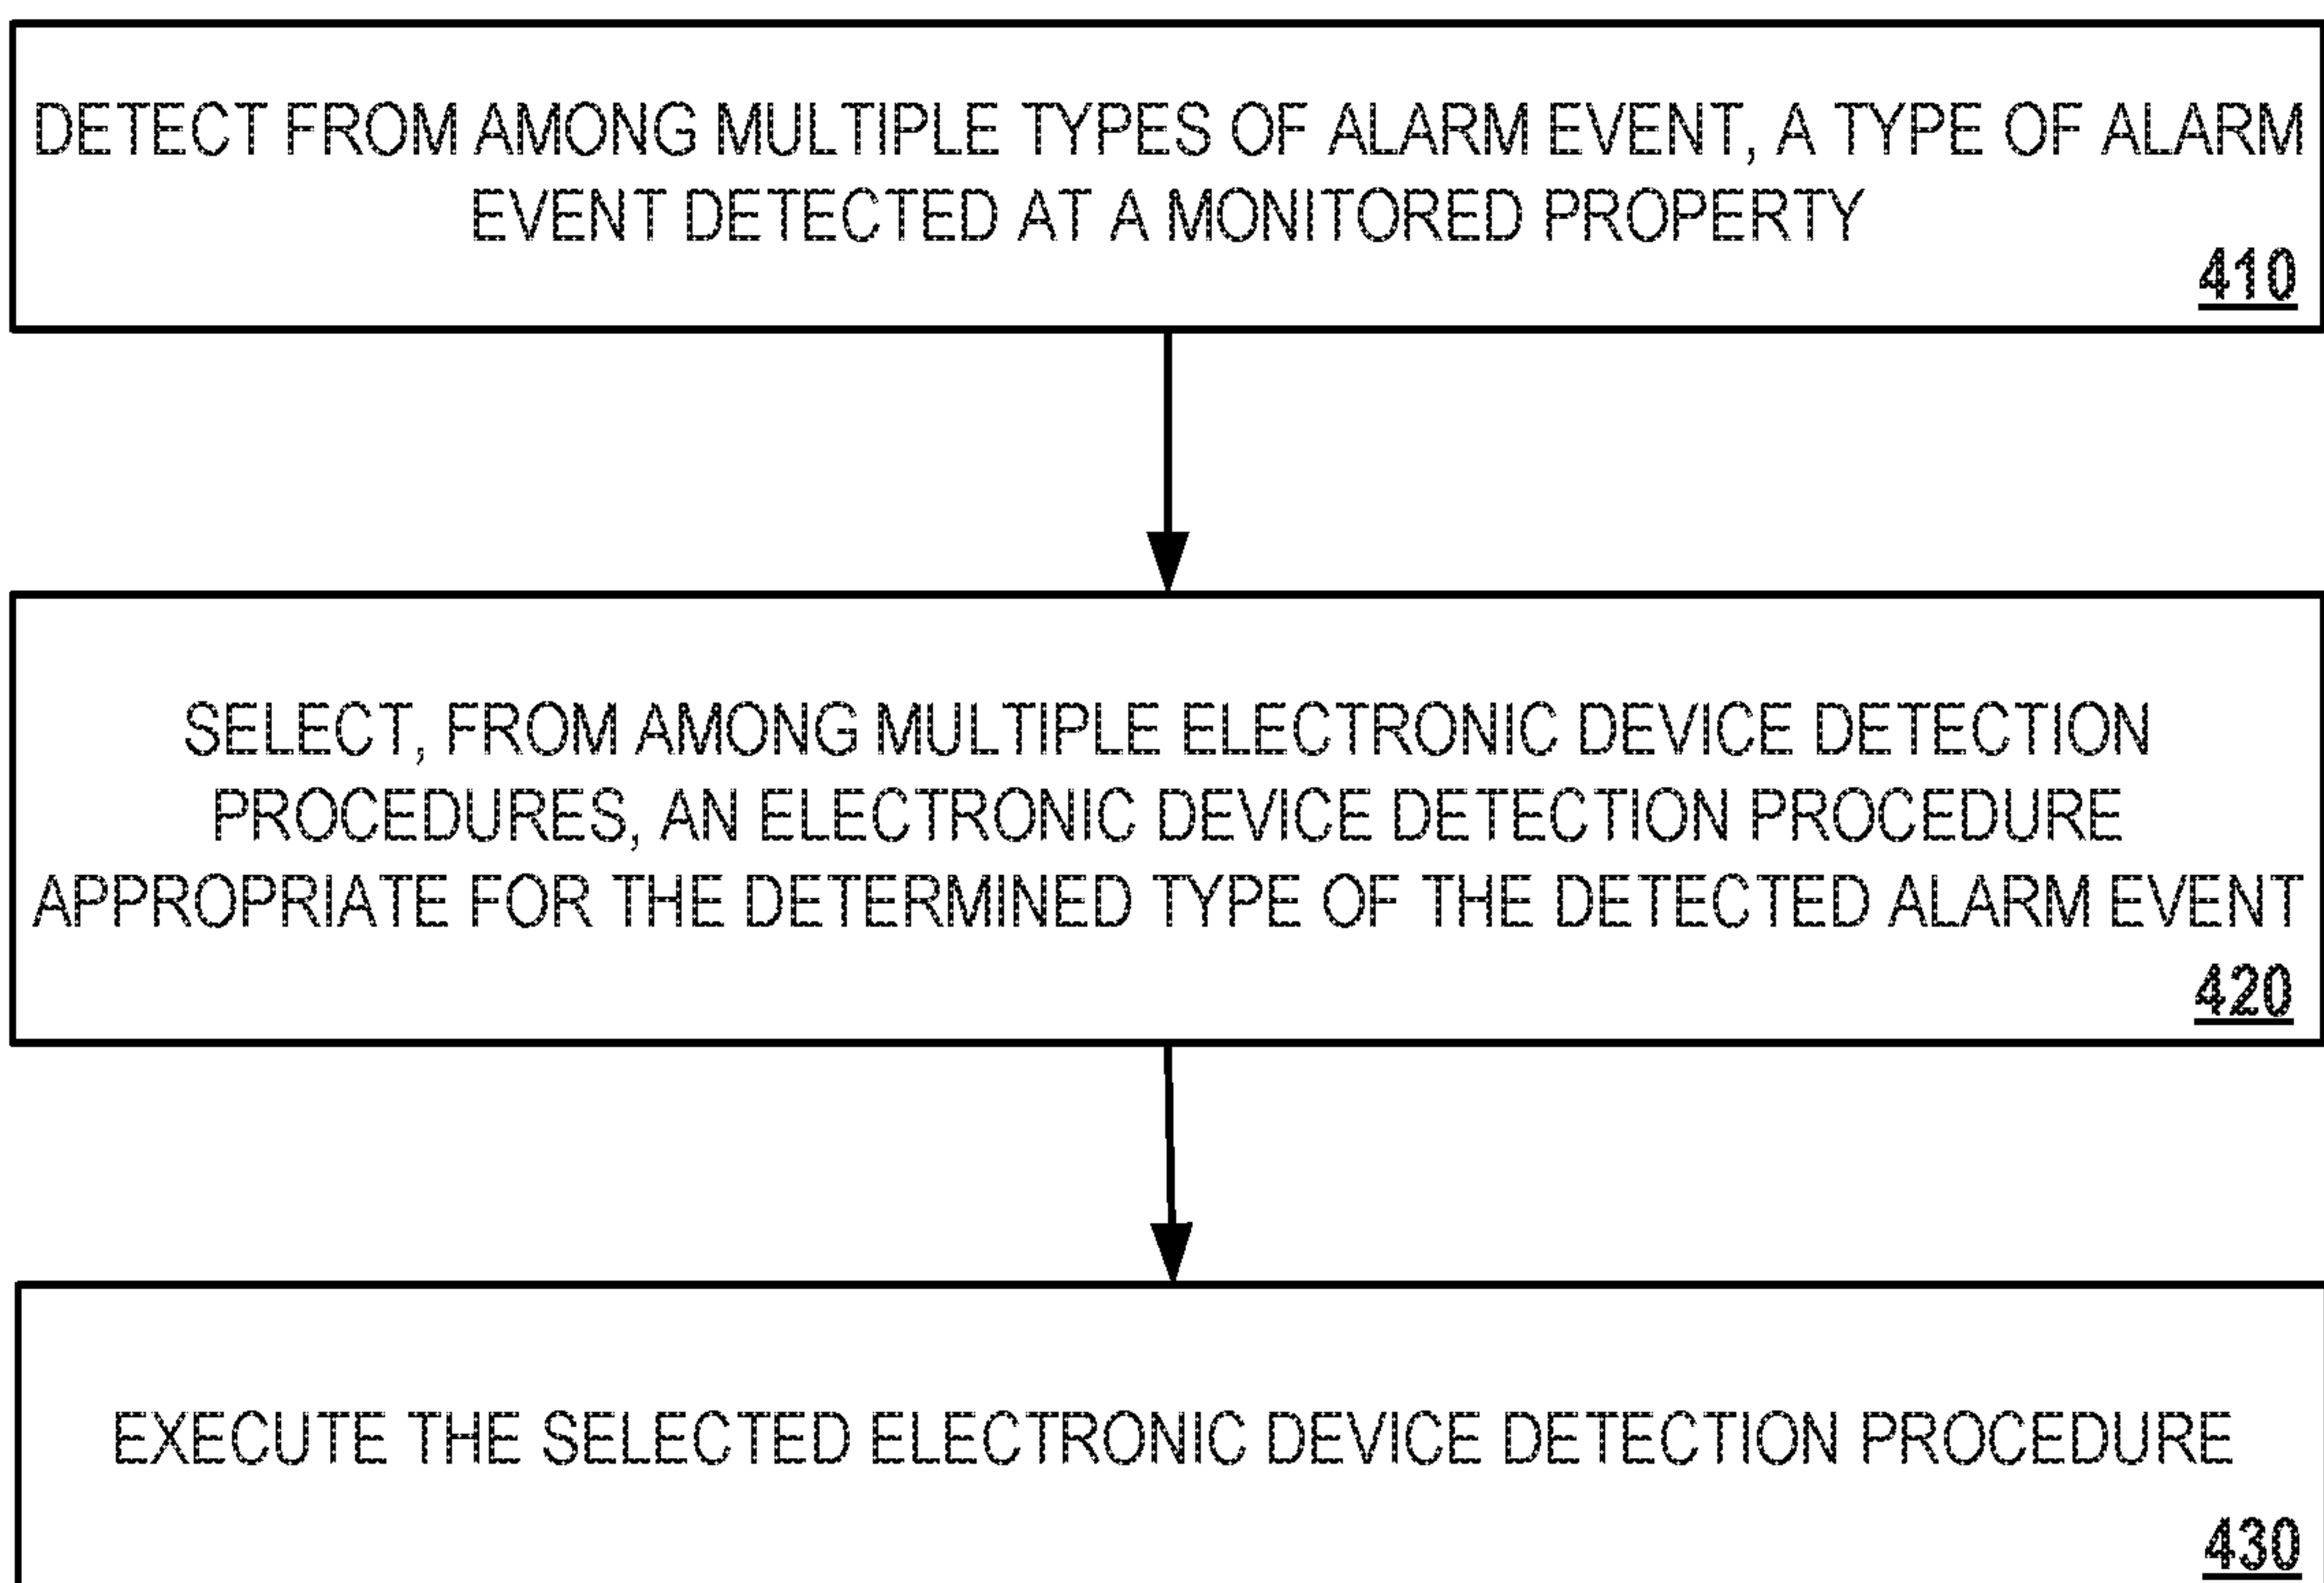 DETECT FROM AMONG MULTIPLE TYPES OF ALARM EVENT, A TYPE OF ALARM
EVENT DETECTED AT A MONITORED PROPERTY
410
SELECT, FROM AMONG MULTIPLE ELECTRONIC DEVICE DETECTION
PROCEDURES, AN ELECTRONIC DEVICE DETECTION PROCEDURE
APPROPRIATE FOR THE DETERMINED TYPE OF THE DETECTED ALARM EVENT
420
EXECUTE THE SELECTED ELECTRONIC DEVICE DETECTION PROCEDURE
430